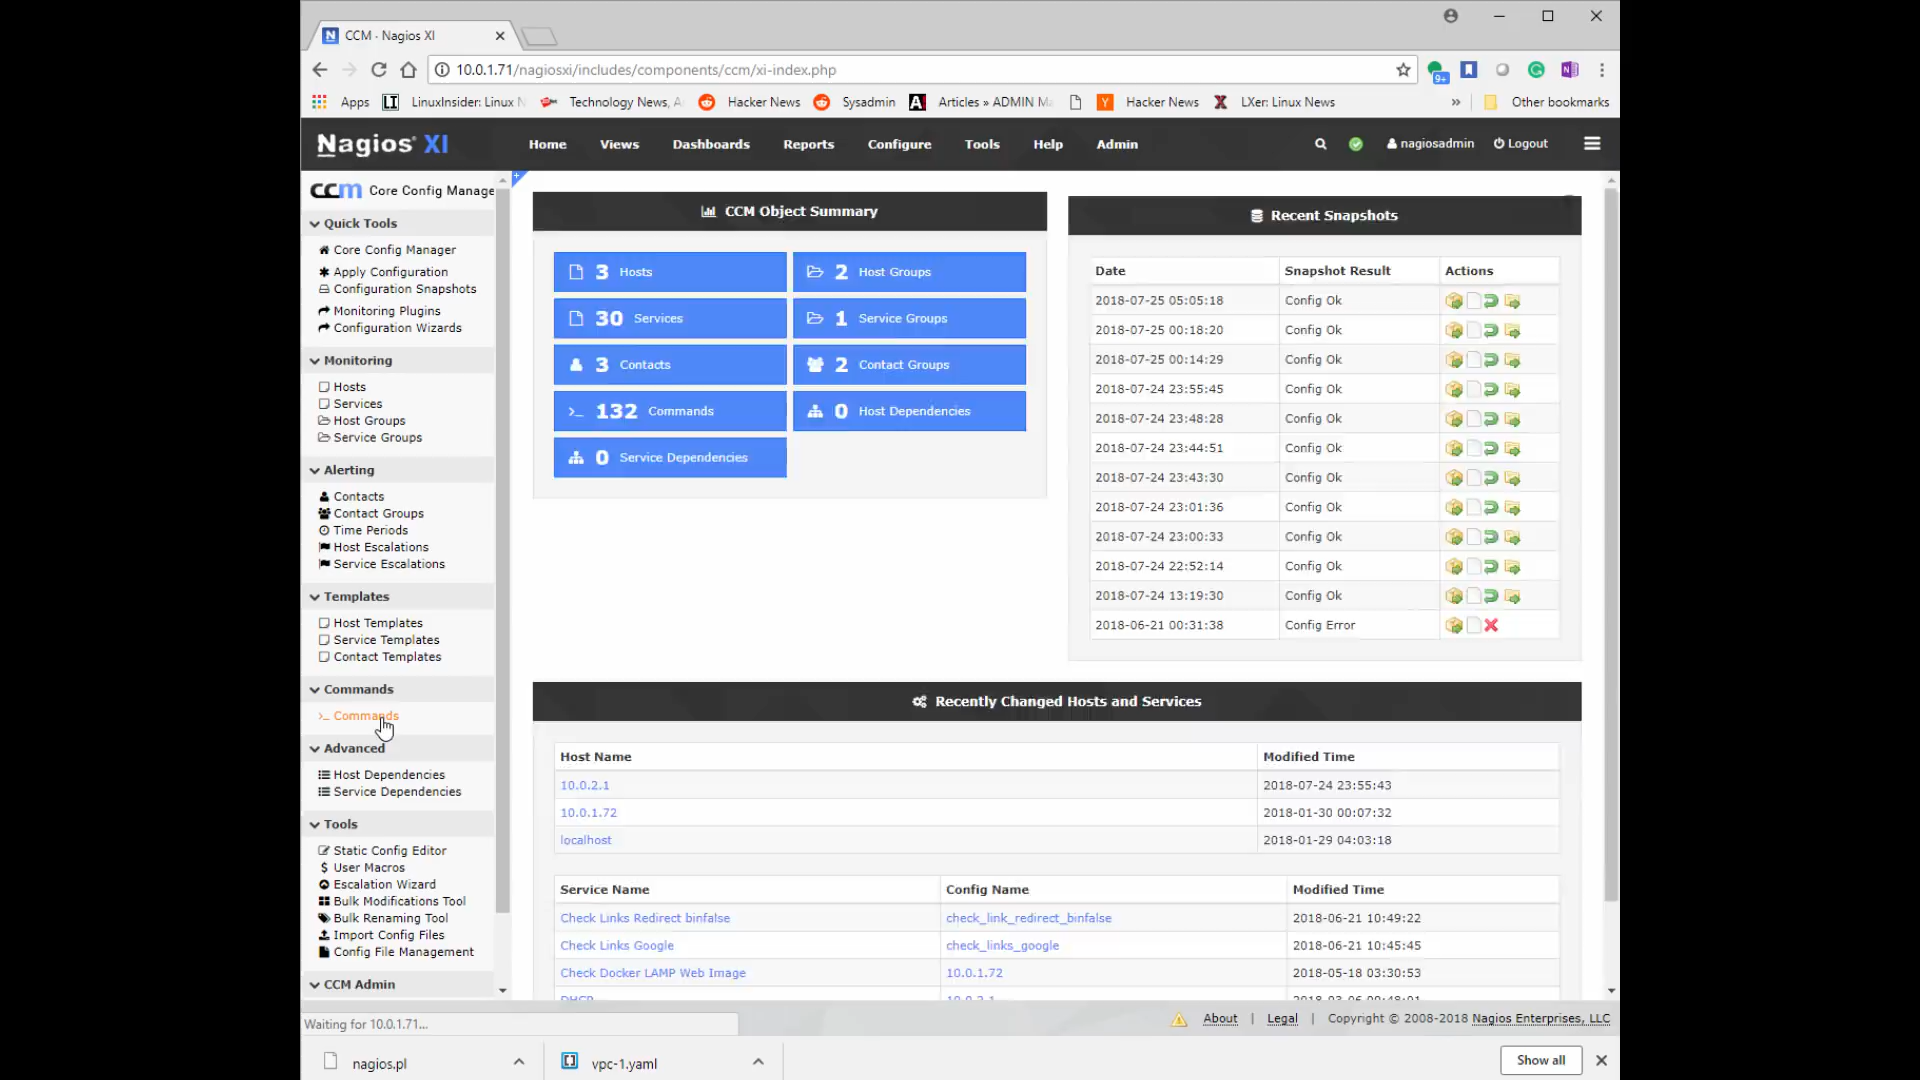 CCM - Nagios XI
10.0.1.71/nagiosxi/includes/components/ccm/xi-index.php
9+
Apps LinuxInsider: Linux N Technology News, A Hacker News Sysadmin Articles » ADMIN Ma Hacker News LXer: Linux News » Other bookmarks
Nagios® XI Home Views Dashboards Reports Configure Tools Help Admin nagiosadmin Logout
ccm Core Config Manage
Quick Tools
Core Config Manager
Apply Configuration
Configuration Snapshots
Monitoring Plugins
Configuration Wizards
Monitoring
Hosts
Services
Host Groups
Service Groups
Alerting
Contacts
Contact Groups
Time Periods
Host Escalations
Service Escalations
Templates
Host Templates
Service Templates
Contact Templates
Commands
>_ Commands
Advanced
Host Dependencies
Service Dependencies
Tools
Static Config Editor
$ User Macros
Escalation Wizard
Bulk Modifications Tool
Bulk Renaming Tool
Import Config Files
Config File Management
CCM Admin
CCM Object Summary
3 Hosts
2 Host Groups
30 Services
1 Service Groups
3 Contacts
2 Contact Groups
>_ 132 Commands
0 Host Dependencies
0 Service Dependencies
Recent Snapshots
Date Snapshot Result Actions
2018-07-25 05:05:18 Config Ok
2018-07-25 00:18:20 Config Ok
2018-07-25 00:14:29 Config Ok
2018-07-24 23:55:45 Config Ok
2018-07-24 23:48:28 Config Ok
2018-07-24 23:44:51 Config Ok
2018-07-24 23:43:30 Config Ok
2018-07-24 23:01:36 Config Ok
2018-07-24 23:00:33 Config Ok
2018-07-24 22:52:14 Config Ok
2018-07-24 13:19:30 Config Ok
2018-06-21 00:31:38 Config Error
Recently Changed Hosts and Services
Host Name Modified Time
10.0.2.1 2018-07-24 23:55:43
10.0.1.72 2018-01-30 00:07:32
localhost 2018-01-29 04:03:18
Service Name Config Name Modified Time
Check Links Redirect binfalse check_link_redirect_binfalse 2018-06-21 10:49:22
Check Links Google check_links_google 2018-06-21 10:45:45
Check Docker LAMP Web Image 10.0.1.72 2018-05-18 03:30:53
DHCP 10.0.2.1
Waiting for 10.0.1.71...
About | Legal | Copyright © 2008-2018 Nagios Enterprises, LLC
nagios.pl vpc-1.yaml Show all